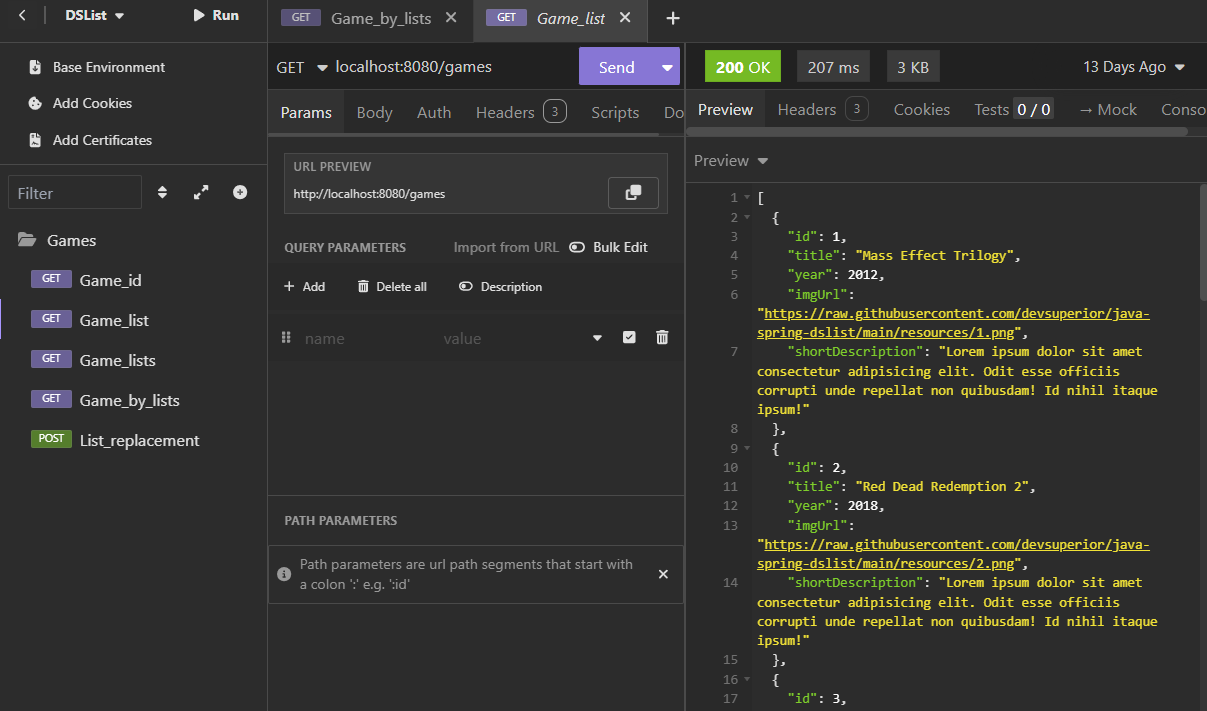 DSList
Run
Base Environment
Add Cookies
Add Certificates
Filter
Games
GET Game_id
GET Game_list
GET Game_lists
GET Game_by_lists
POST List_replacement
GET Game_by_lists
GET Game_list
GET localhost:8080/games
Send
Params Body Auth Headers 3 Scripts Do
URL PREVIEW
http://localhost:8080/games
QUERY PARAMETERS Import from URL Bulk Edit
Add Delete all Description
name value
PATH PARAMETERS
Path parameters are url path segments that start with
a colon ':' e.g. ':id'
200 OK 207 ms 3 KB 13 Days Ago
Preview Headers 3 Cookies Tests 0 / 0 → Mock Conso
Preview
1 [
2 {
3 "id": 1,
4 "title": "Mass Effect Trilogy",
5 "year": 2012,
6 "imgUrl":
"https://raw.githubusercontent.com/devsuperior/java-
spring-dslist/main/resources/1.png",
7 "shortDescription": "Lorem ipsum dolor sit amet
consectetur adipisicing elit. Odit esse officiis
corrupti unde repellat non quibusdam! Id nihil itaque
ipsum!"
8 },
9 {
10 "id": 2,
11 "title": "Red Dead Redemption 2",
12 "year": 2018,
13 "imgUrl":
"https://raw.githubusercontent.com/devsuperior/java-
spring-dslist/main/resources/2.png",
14 "shortDescription": "Lorem ipsum dolor sit amet
consectetur adipisicing elit. Odit esse officiis
corrupti unde repellat non quibusdam! Id nihil itaque
ipsum!"
15 },
16 {
17 "id": 3,